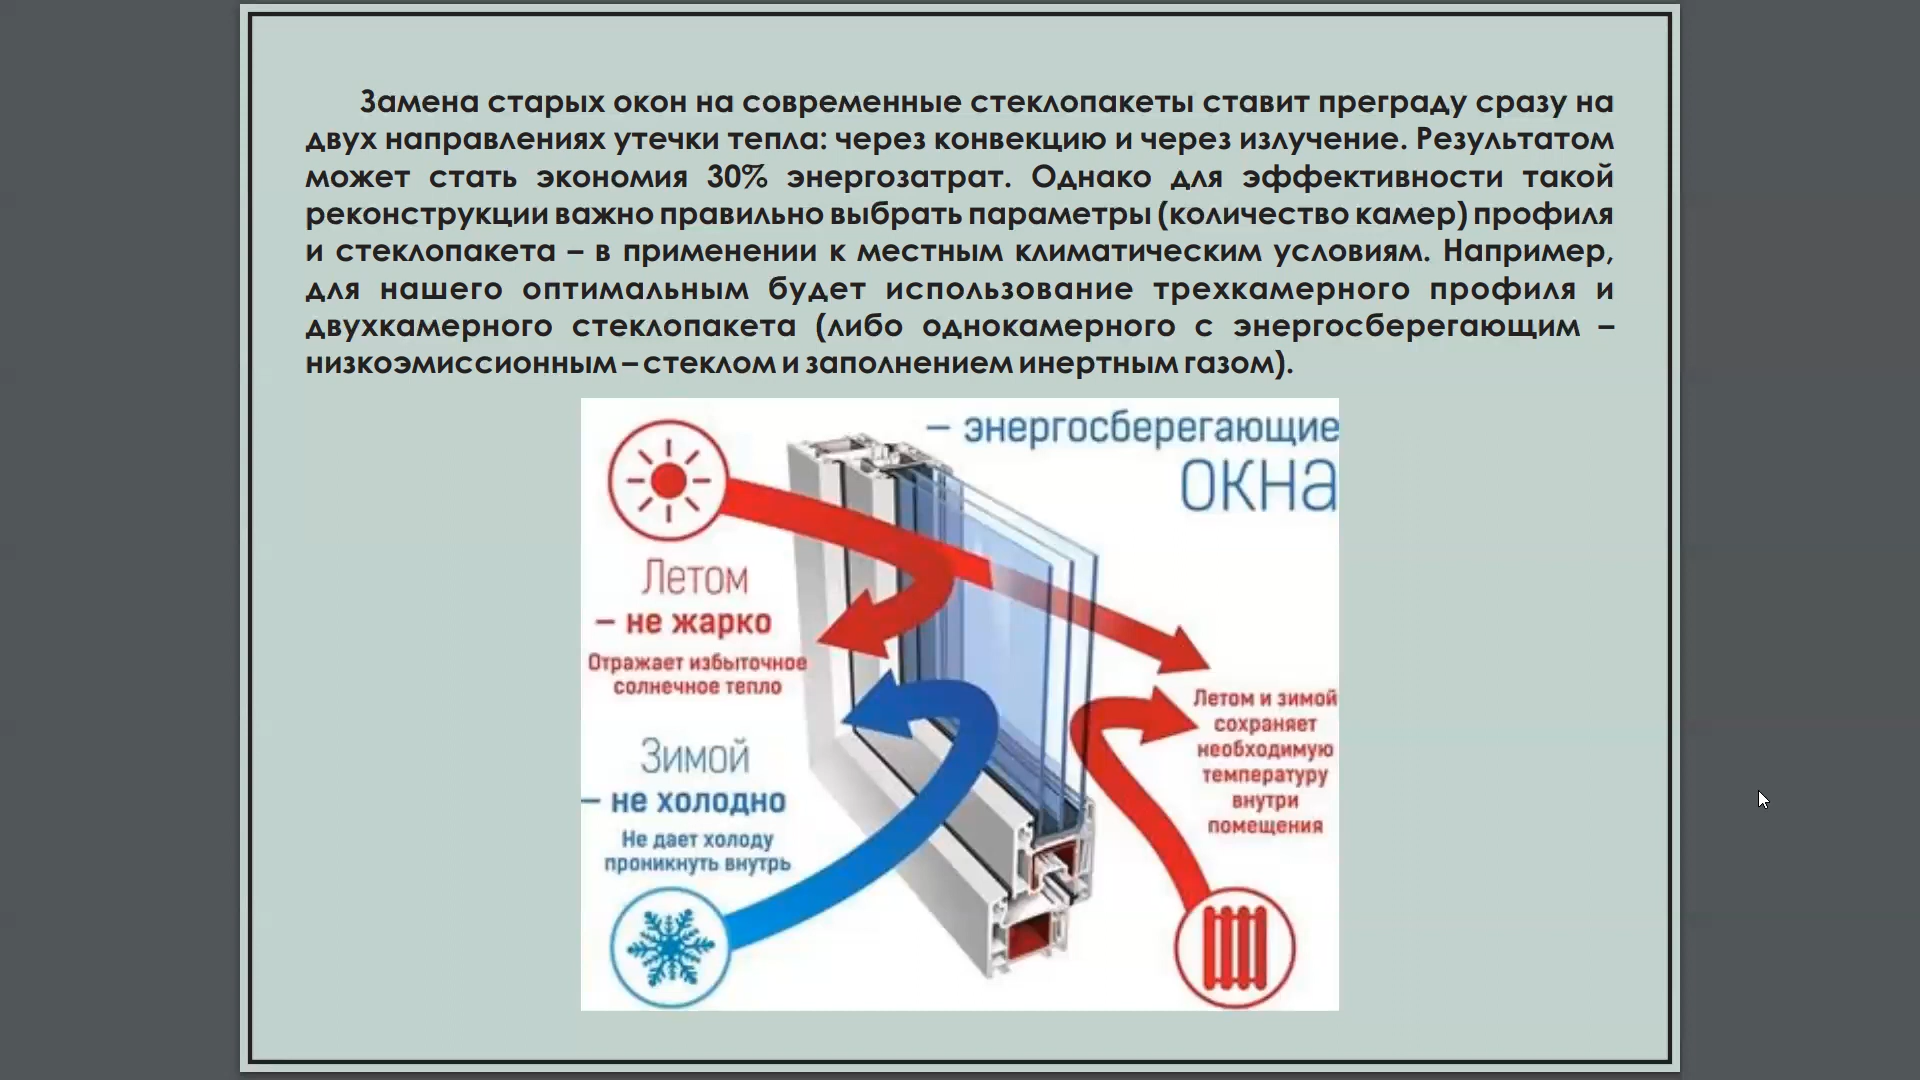 Замена старых окон на современные стеклопакеты ставит преграду сразу на
двух направлениях утечки тепла: через конвекцию и через излучение. Результатом
может стать экономия 30% энергозатрат. Однако для эффективности такой
реконструкции важно правильно выбрать параметры (количество камер) профиля
и стеклопакета – в применении к местным климатическим условиям. Например,
для нашего оптимальным будет использование трехкамерного профиля и
двухкамерного стеклопакета (либо однокамерного с энергосберегающим –
низкоэмиссионным – стеклом и заполнением инертным газом).
– энергосберегающие
окна
Летом
– не жарко
Отражает избыточное
солнечное тепло
Зимой
– не холодно
Не дает холоду
проникнуть внутрь
Летом и зимой
сохраняет
необходимую
температуру
внутри
помещения